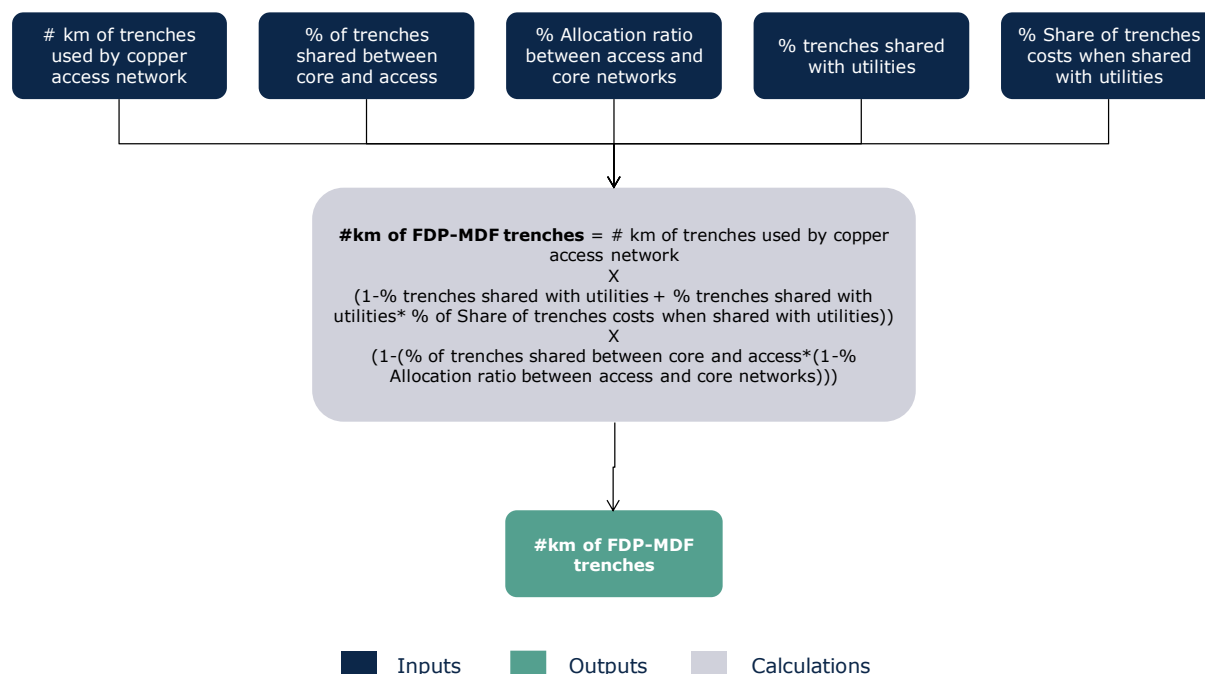 # km of trenches
used by copper
access network
% of trenches
shared between
core and access
% Allocation ratio
between access and
core networks
% trenches shared
with utilities
% Share of trenches
costs when shared
with utilities
#km of FDP-MDF trenches = # km of trenches used by copper
access network
X
(1-% trenches shared with utilities + % trenches shared with
utilities* % of Share of trenches costs when shared with utilities))
X
(1-(% of trenches shared between core and access*(1-%
Allocation ratio between access and core networks)))
#km of FDP-MDF
trenches
Inputs
Outputs
Calculations